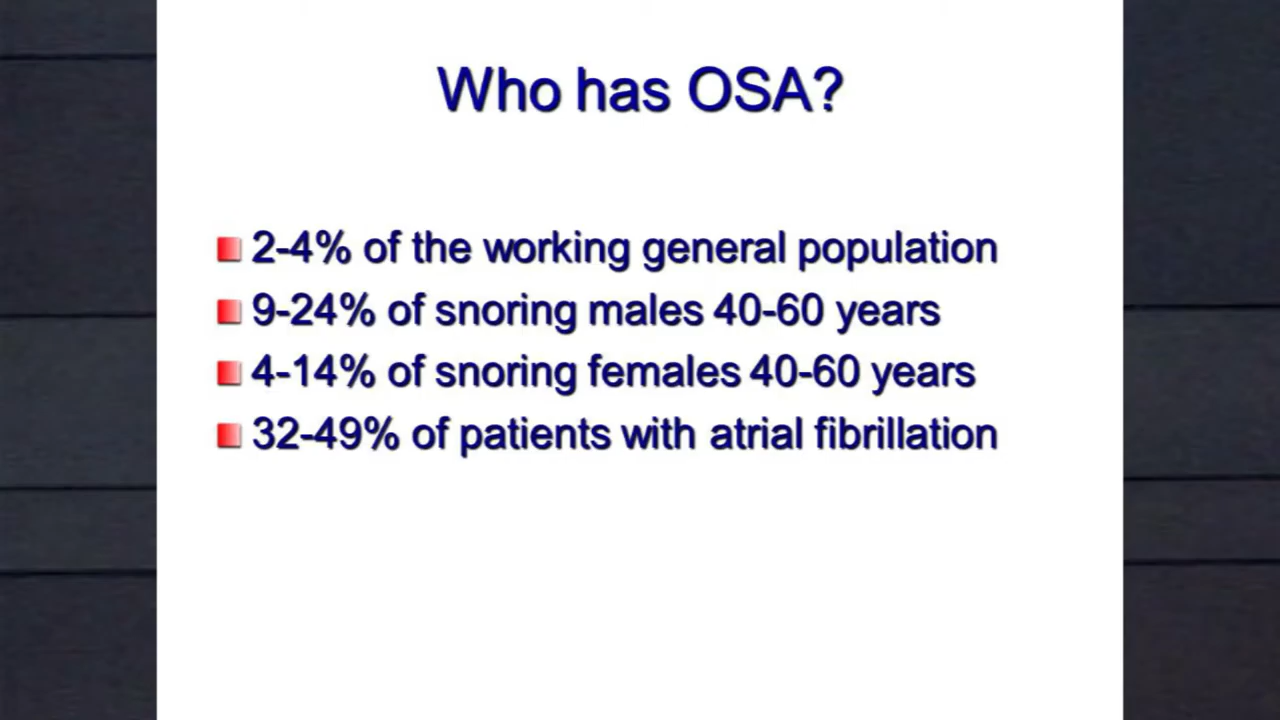 Who has OSA?
2-4% of the working general population
9-24% of snoring males 40-60 years
4-14% of snoring females 40-60 years
32-49% of patients with atrial fibrillation